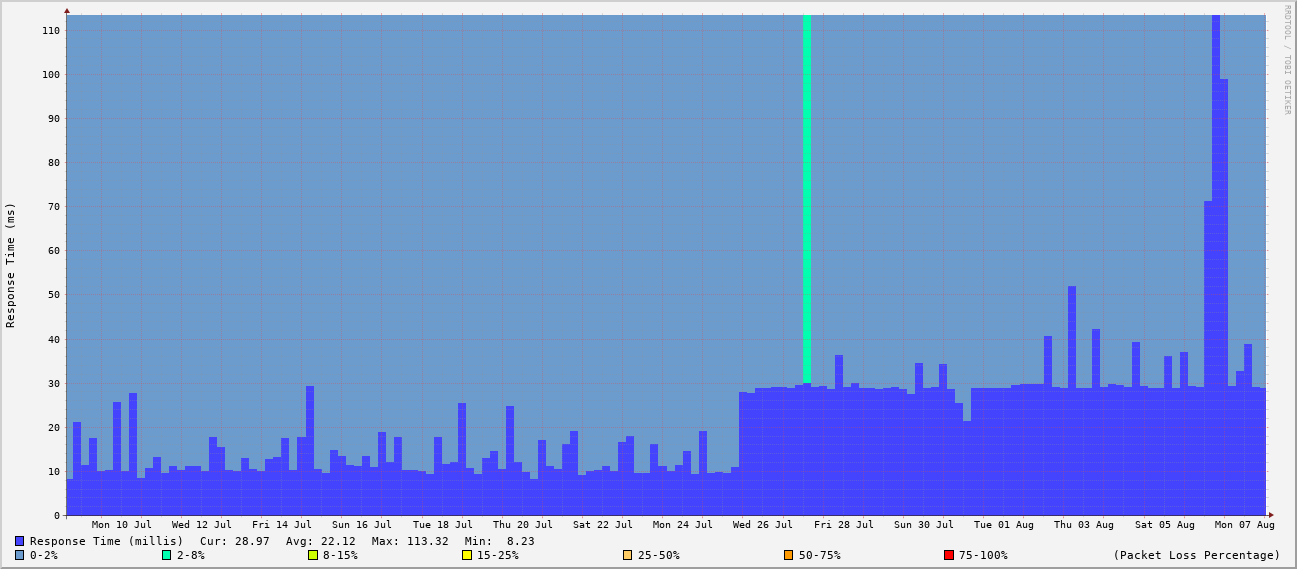 RRDTOOL / TOBI OETIKER
Response Time (ms)
110
100
90
80
70
60
50
40
30
20
10
0
Mon 10 Jul Wed 12 Jul Fri 14 Jul Sun 16 Jul Tue 18 Jul Thu 20 Jul Sat 22 Jul Mon 24 Jul Wed 26 Jul Fri 28 Jul Sun 30 Jul Tue 01 Aug Thu 03 Aug Sat 05 Aug Mon 07 Aug
Response Time (millis) Cur: 28.97 Avg: 22.12 Max: 113.32 Min: 8.23
0-2% 2-8% 8-15% 15-25% 25-50% 50-75% 75-100% (Packet Loss Percentage)